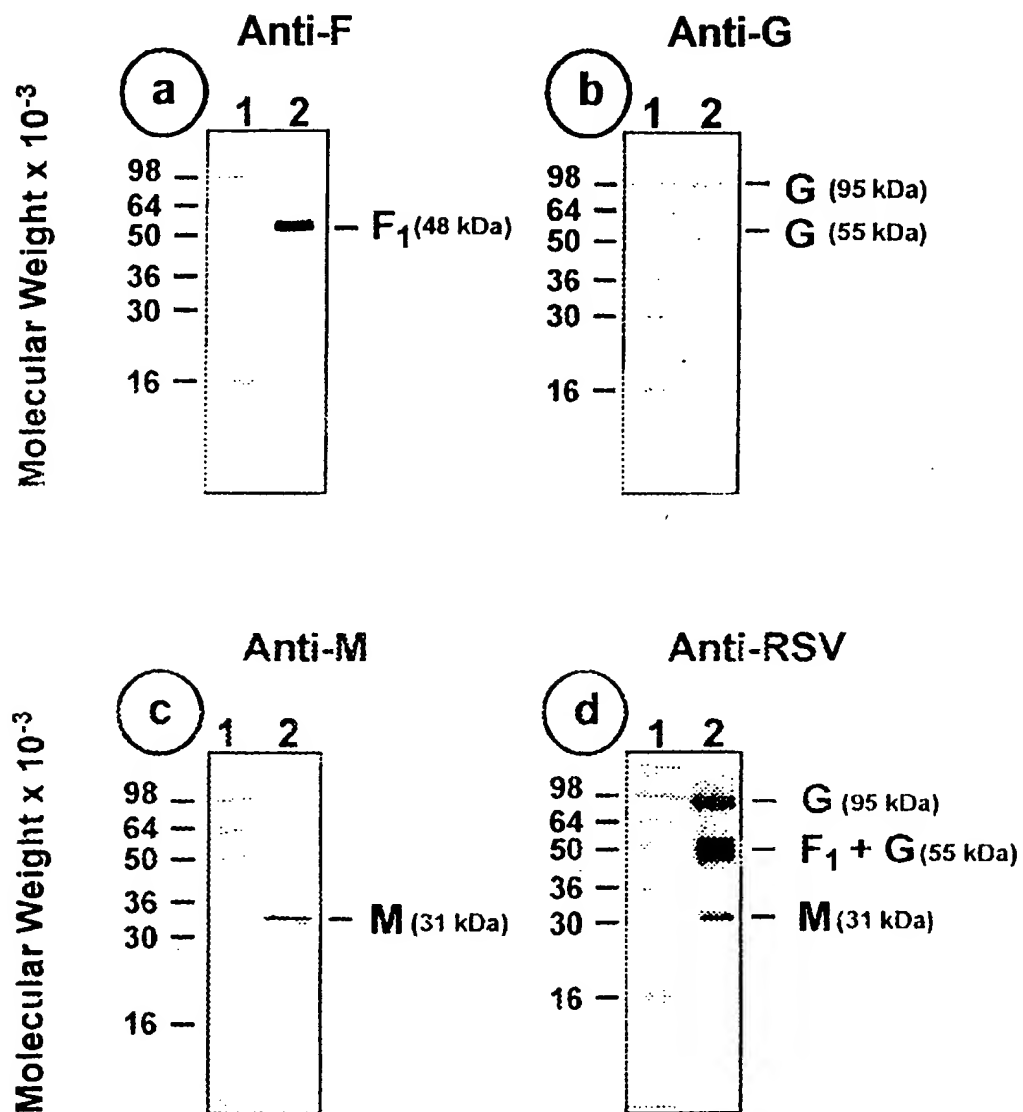 Anti-F
a
1 2
Molecular Weight x 10⁻³
98
64
50
36
30
16
F₁ (48 kDa)
Anti-G
b
1 2
98
64
50
36
30
16
G (95 kDa)
G (55 kDa)
Anti-M
c
1 2
Molecular Weight x 10⁻³
98
64
50
36
30
16
M (31 kDa)
Anti-RSV
d
1 2
98
64
50
36
30
16
G (95 kDa)
F₁ + G (55 kDa)
M (31 kDa)